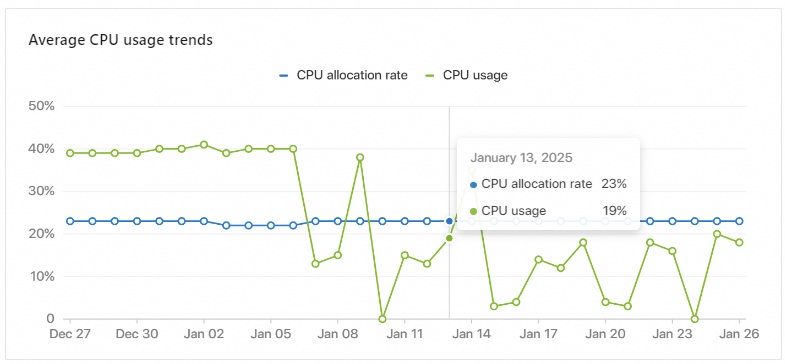 Average CPU usage trends
CPU allocation rate CPU usage
50%
40%
30%
20%
10%
0
January 13, 2025
CPU allocation rate 23%
CPU usage 19%
Dec 27 Dec 30 Jan 02 Jan 05 Jan 08 Jan 11 Jan 14 Jan 17 Jan 20 Jan 23 Jan 26